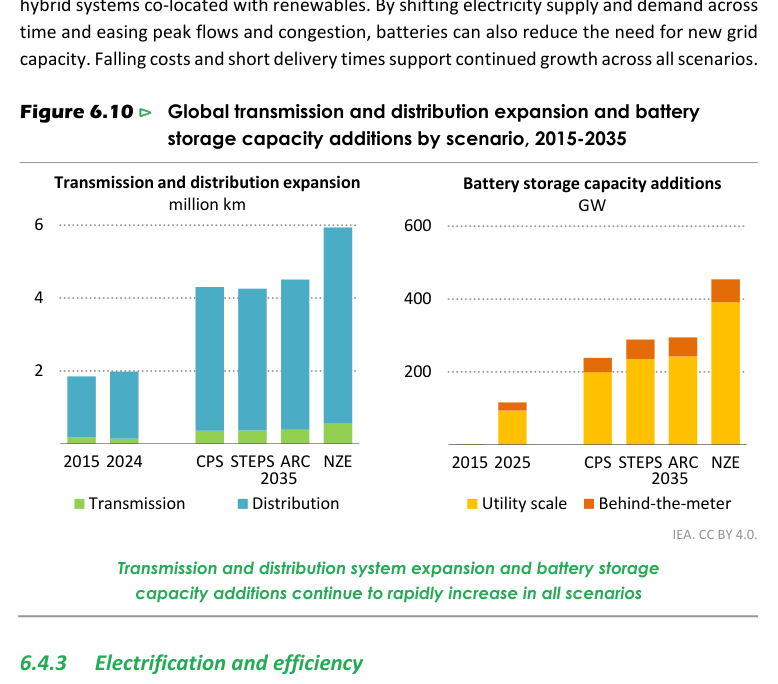 hybrid systems co-located with renewables. By shifting electricity supply and demand across
time and easing peak flows and congestion, batteries can also reduce the need for new grid
capacity. Falling costs and short delivery times support continued growth across all scenarios.
Figure 6.10 ⊳ Global transmission and distribution expansion and battery
storage capacity additions by scenario, 2015-2035
Transmission and distribution expansion
million km
6
4
2
2015 2024 CPS STEPS ARC NZE
2035
Transmission Distribution
Battery storage capacity additions
GW
600
400
200
2015 2025 CPS STEPS ARC NZE
2035
Utility scale Behind-the-meter
IEA. CC BY 4.0.
Transmission and distribution system expansion and battery storage
capacity additions continue to rapidly increase in all scenarios
6.4.3 Electrification and efficiency